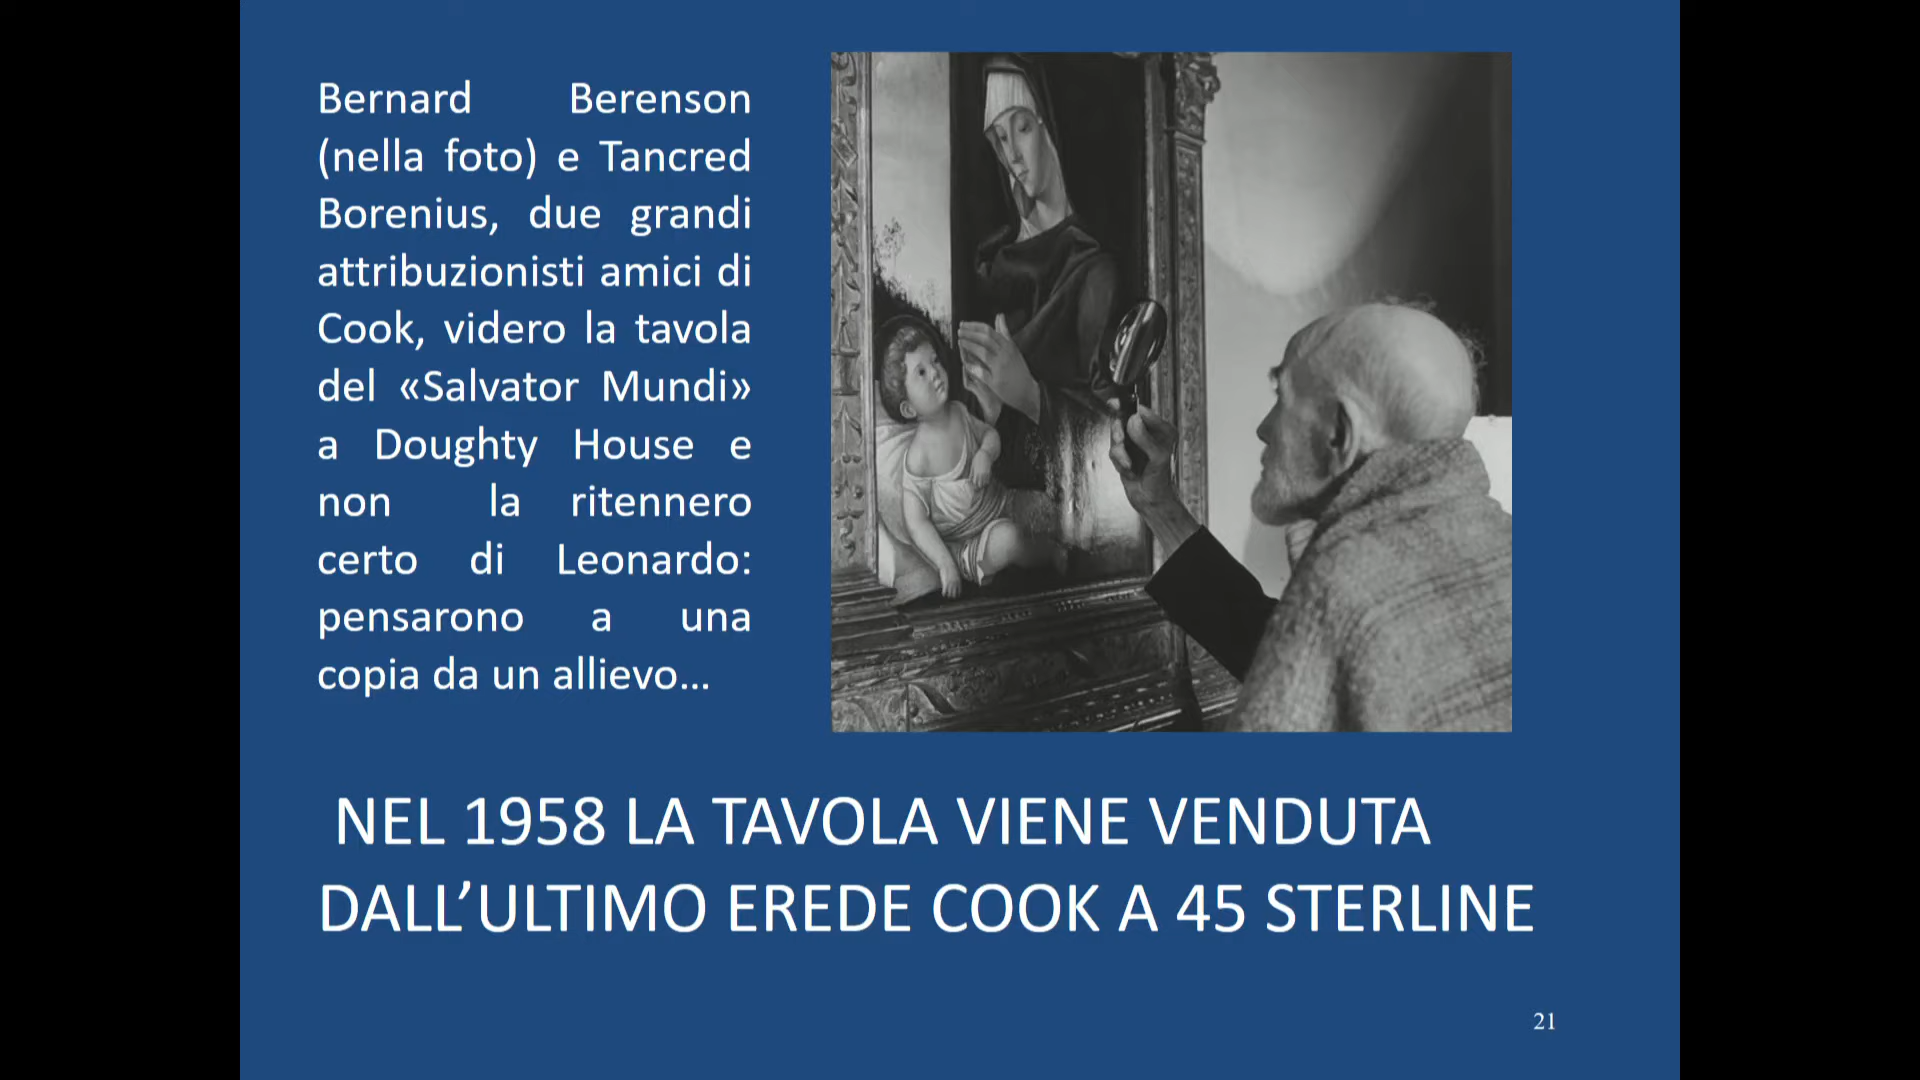 Bernard Berenson
(nella foto) e Tancred
Borenius, due grandi
attribuzionisti amici di
Cook, videro la tavola
del «Salvator Mundi»
a Doughty House e
non la ritennero
certo di Leonardo:
pensarono a una
copia da un allievo...
NEL 1958 LA TAVOLA VIENE VENDUTA
DALL’ULTIMO EREDE COOK A 45 STERLINE
21